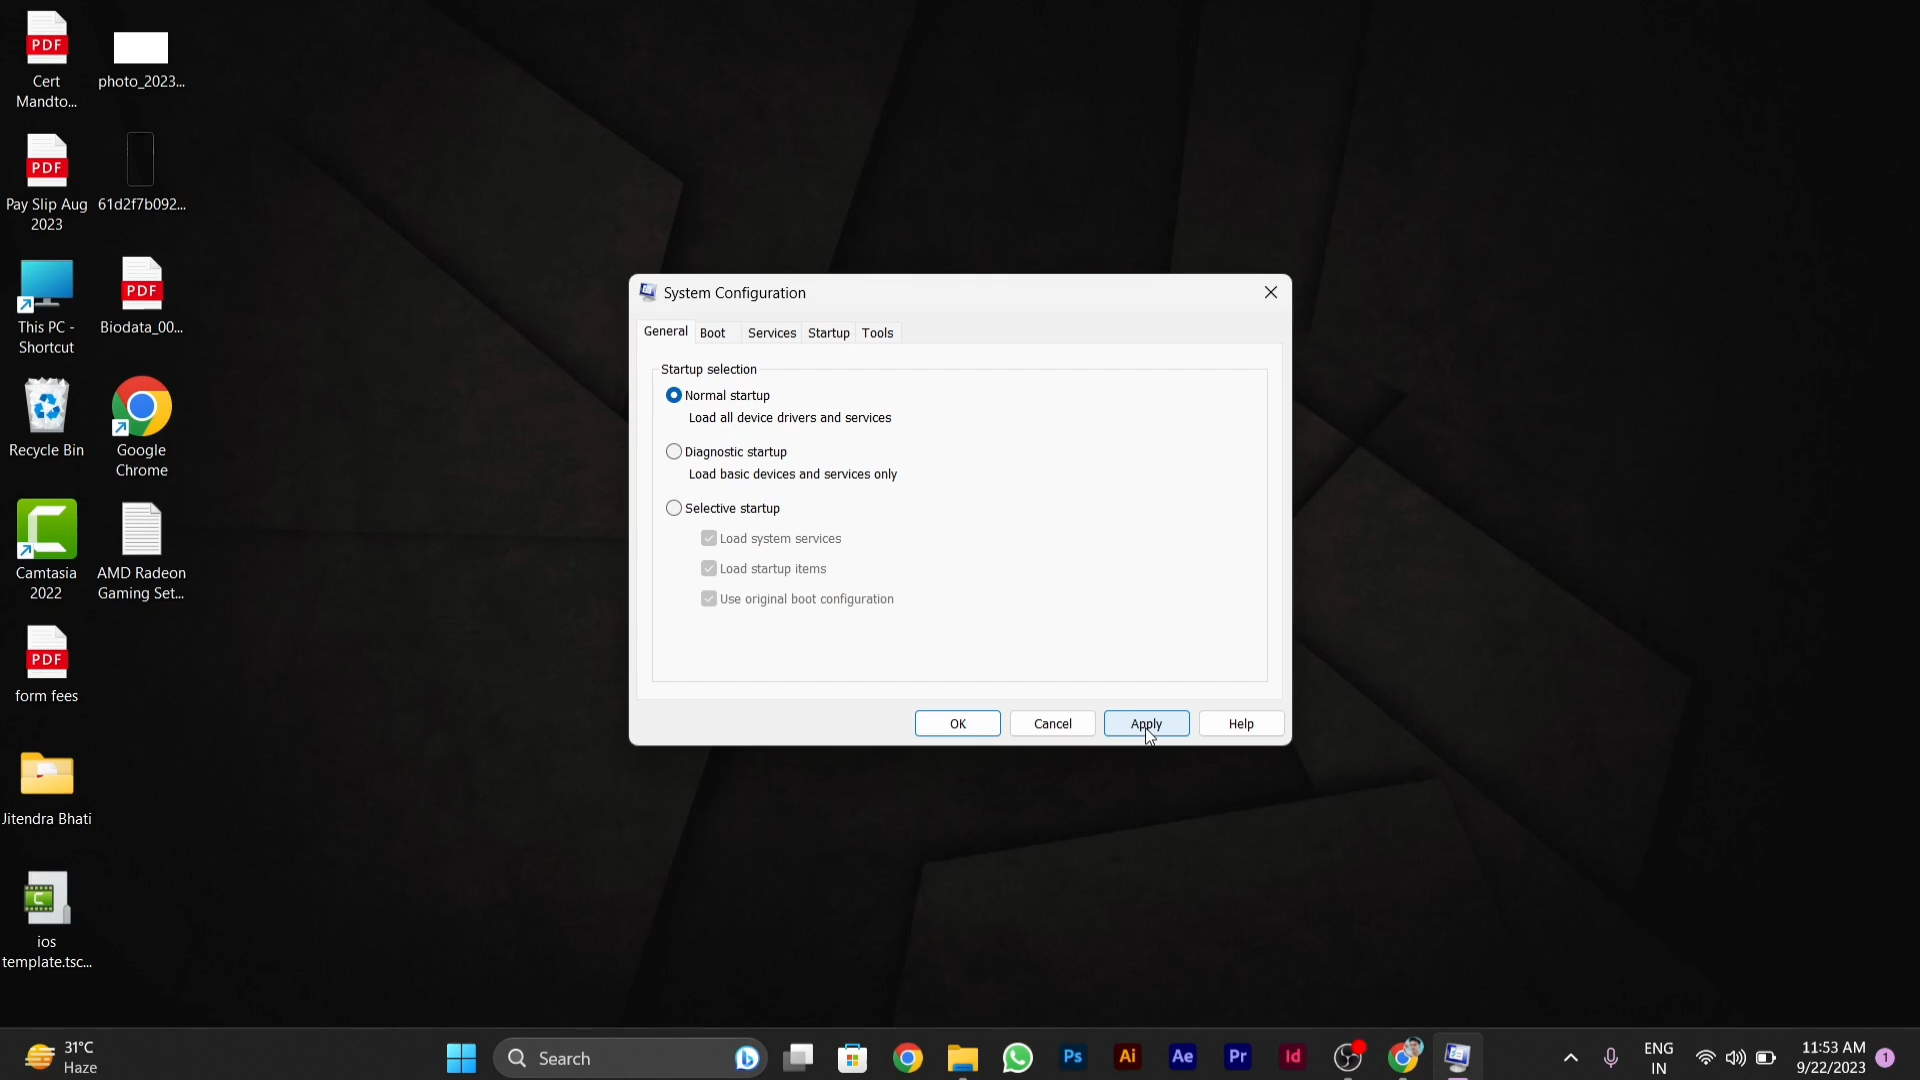 PDF
Cert
Mandto...
photo_2023...
PDF
Pay Slip Aug
2023
61d2f7b092...
This PC -
Shortcut
PDF
Biodata_00...
Recycle Bin
Google
Chrome
Camtasia
2022
AMD Radeon
Gaming Set...
PDF
form fees
Jitendra Bhati
ios
template.tsc...
System Configuration
General Boot Services Startup Tools
Startup selection
Normal startup
Load all device drivers and services
Diagnostic startup
Load basic devices and services only
Selective startup
Load system services
Load startup items
Use original boot configuration
OK Cancel Apply Help
31°C
Haze
Search
Ps Ai Ae Pr Id
ENG
IN
11:53 AM
9/22/2023
1